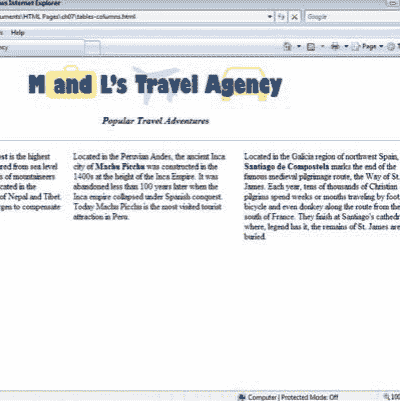 ws Internet Explorer
cuments\HTML Pages\ch07\tables-columns.html
Google
s Help
ncy
Page
M and L's Travel Agency
Popular Travel Adventures
est is the highest
ured from sea level
s of mountaineers
cated in the
of Nepal and Tibet.
rgen to compensate
Located in the Peruvian Andes, the ancient Inca
city of Machu Picchu was constructed in the
1400s at the height of the Inca Empire. It was
abandoned less than 100 years later when the
Inca empire collapsed under Spanish conquest.
Today Machu Picchu is the most visited tourist
attraction in Peru.
Located in the Galicia region of northwest Spain,
Santiago de Compostela marks the end of the
famous medieval pilgrimage route, the Way of St.
James. Each year, tens of thousands of Christian
pilgrims spend weeks or months traveling by foot,
bicycle and even donkey along the route from the
south of France. They finish at Santiago's cathedr
where, legend has it, the remains of St. James are
buried.
Computer | Protected Mode: Off
100